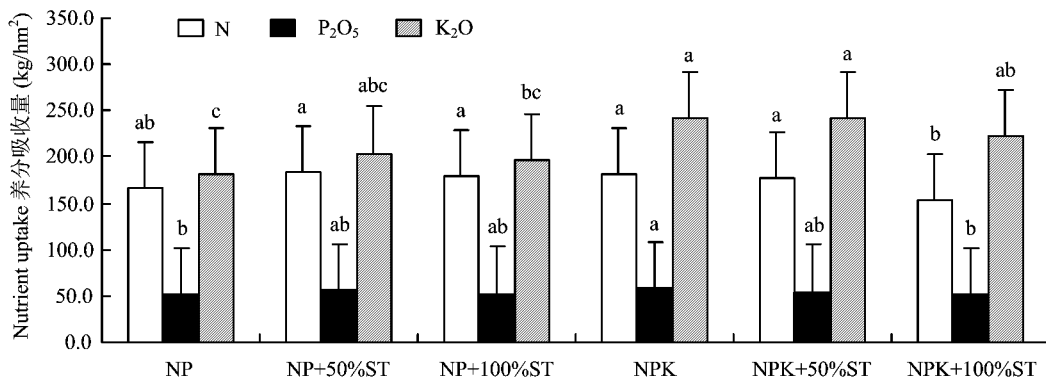 Nutrient uptake 养分吸收量 (kg/hm²)
350.0
300.0
250.0
200.0
150.0
100.0
50.0
0.0
N P₂O₅ K₂O
ab b c
a ab abc
a ab bc
a a a
a ab a
b b ab
NP NP+50%ST NP+100%ST NPK NPK+50%ST NPK+100%ST